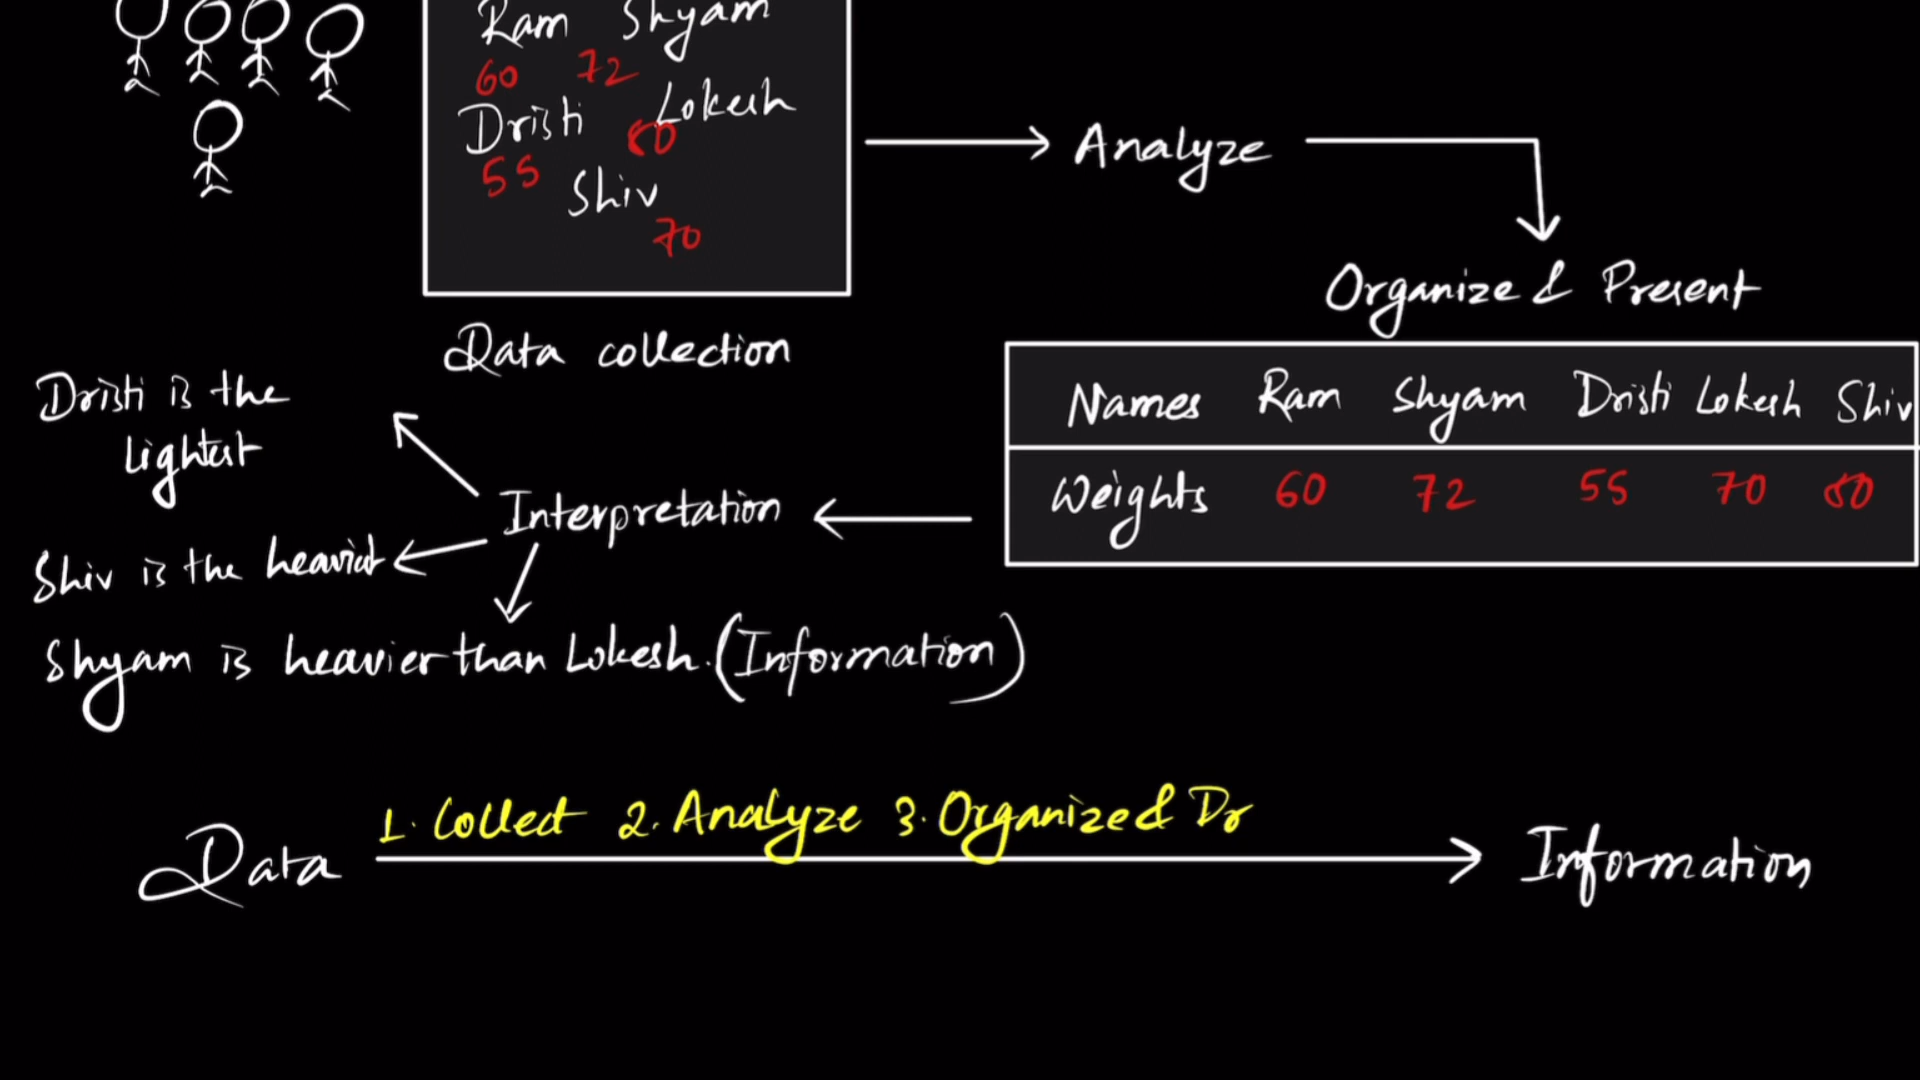 Ram Shyam
60 72
Dristi Lokesh
55 80
Shiv
70
Data collection
Analyze
Organize & Present
Names Ram Shyam Dristi Lokesh Shiv
Weights 60 72 55 70 80
Interpretation
Dristi is the
lightest
Shiv is the heaviest
Shyam is heavier than Lokesh. (Information)
1. Collect 2. Analyze 3. Organize & Dr
Data
Information